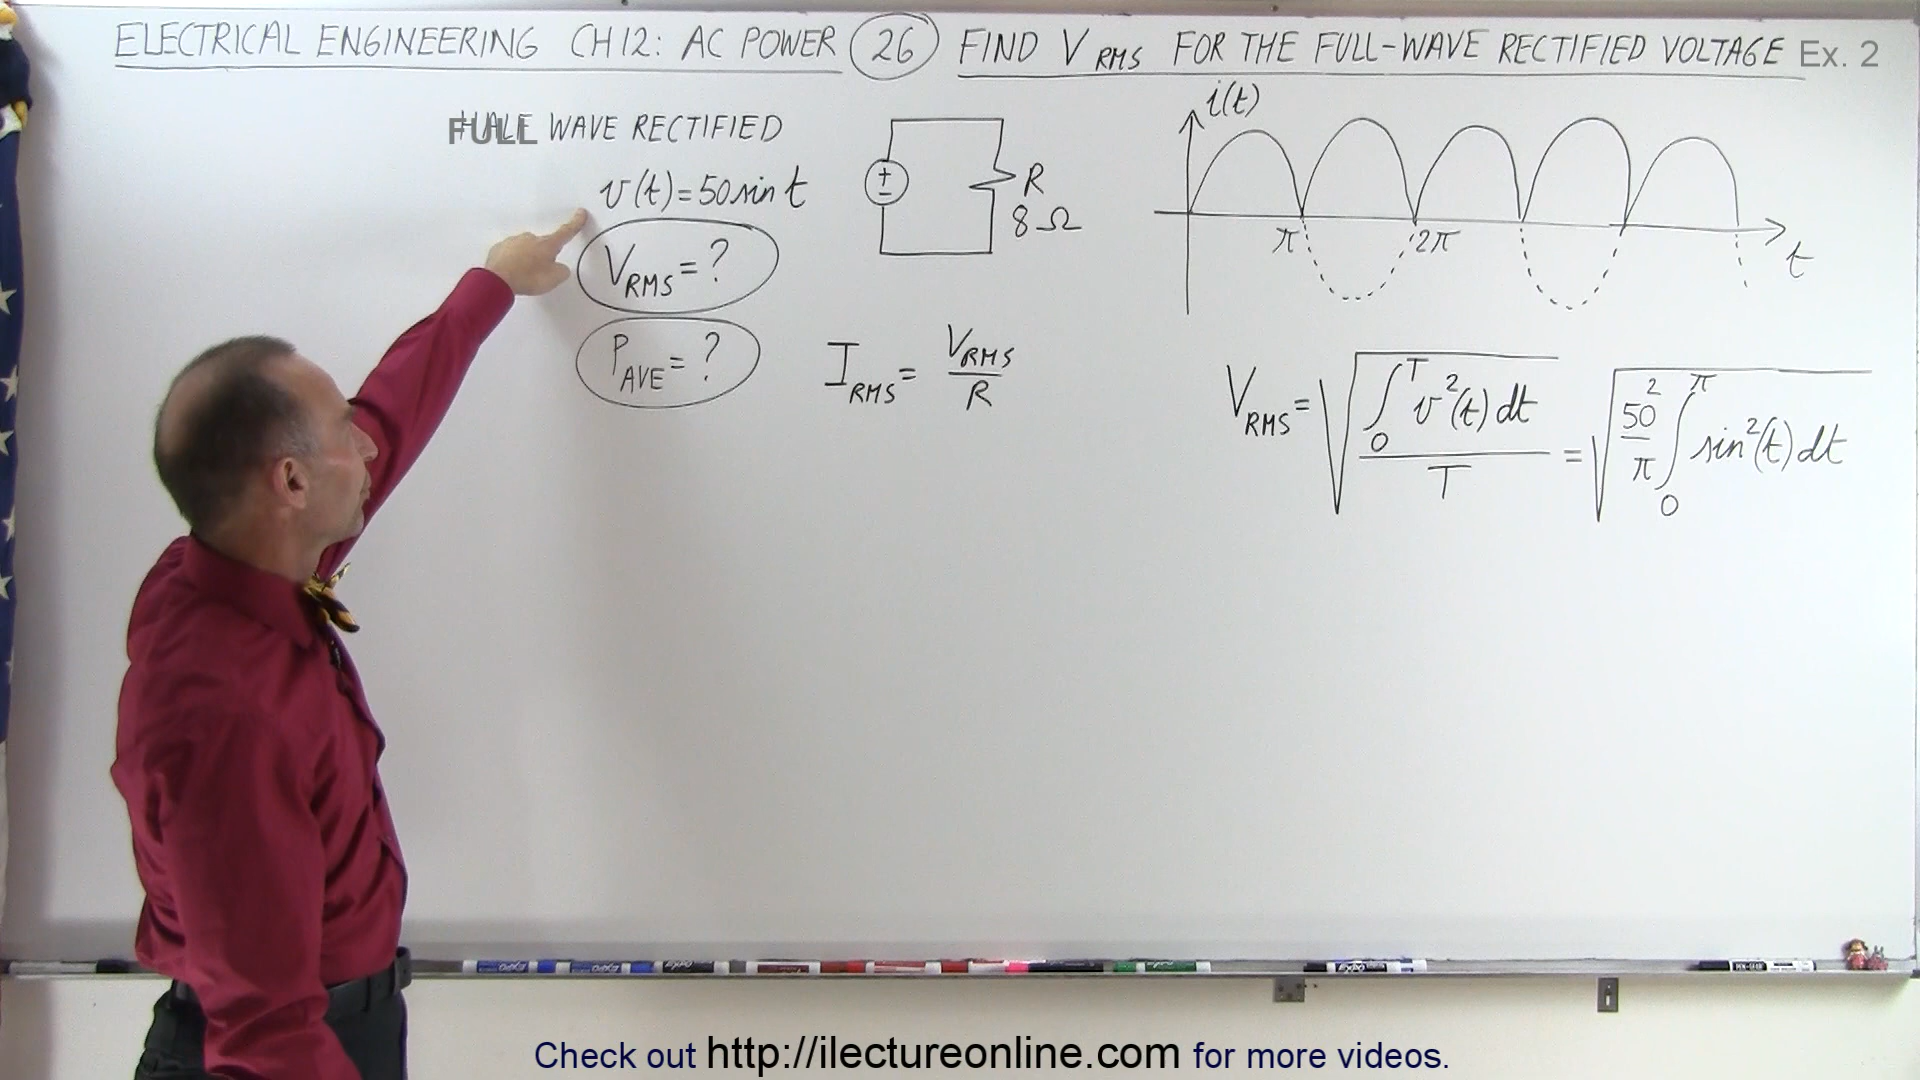 ELECTRICAL ENGINEERING CH12: AC POWER 26 FIND V RMS FOR THE FULL-WAVE RECTIFIED VOLTAGE Ex. 2
FULL WAVE RECTIFIED
v(t) = 50 sin t
V RMS = ?
P AVE = ?
+
−
R
8 Ω
i(t)
π
2π
t
I RMS = V RMS / R
V RMS = √(∫₀ᵀ v²(t) dt / T) = √(50²/π ∫₀^π sin²(t) dt)
Check out http://ilectureonline.com for more videos.